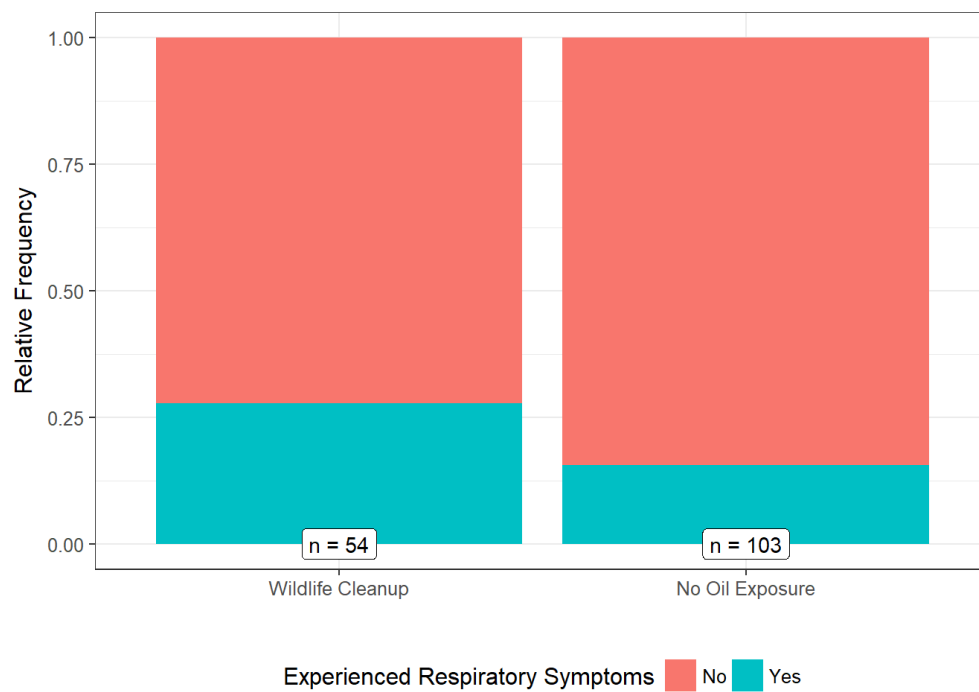 Relative Frequency
1.00
0.75
0.50
0.25
0.00
n = 54
n = 103
Wildlife Cleanup
No Oil Exposure
Experienced Respiratory Symptoms No Yes